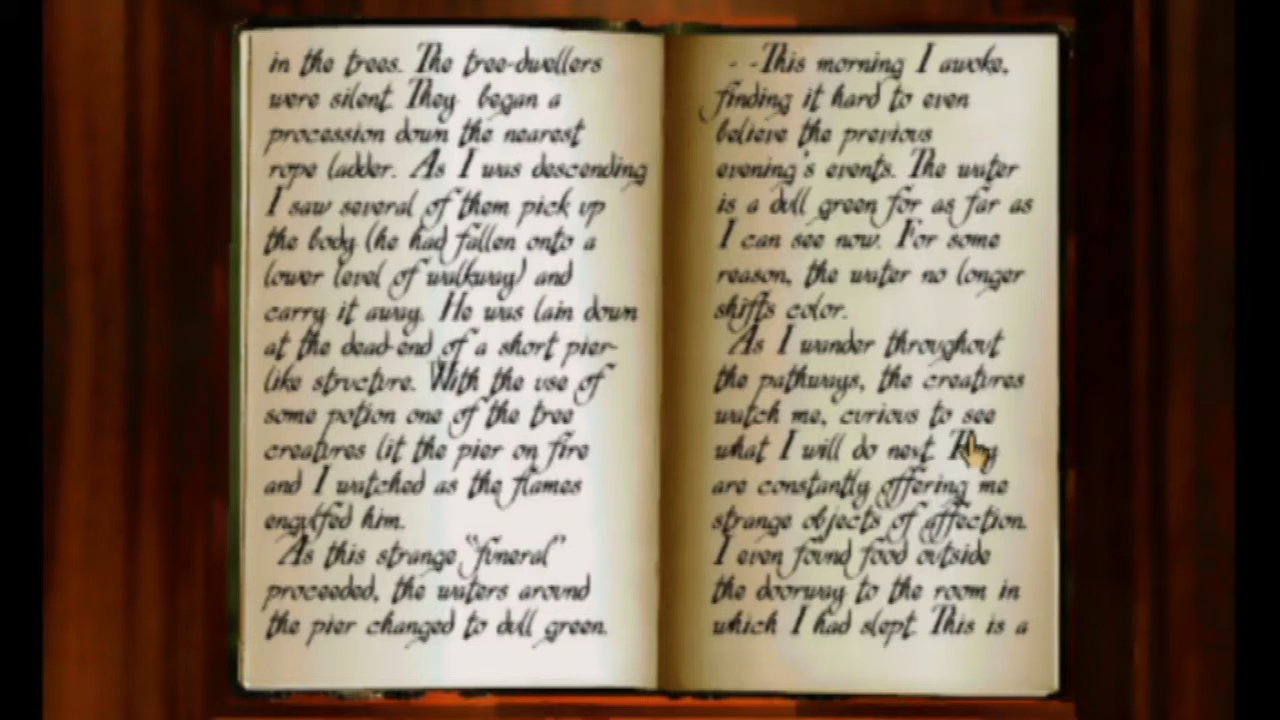 in the trees. The tree-dwellers
were silent. They began a
procession down the nearest
rope ladder. As I was descending
I saw several of them pick up
the body (he had fallen onto a
lower level of walkway) and
carry it away. He was lain down
at the dead-end of a short pier-
like structure. With the use of
some potion one of the tree
creatures lit the pier on fire
and I watched as the flames
engulfed him.
As this strange "funeral"
proceeded, the waters around
the pier changed to dull green.
- -This morning I awoke,
finding it hard to even
believe the previous
evening's events. The water
is a dull green for as far as
I can see now. For some
reason, the water no longer
shifts color.
As I wander throughout
the pathways, the creatures
watch me, curious to see
what I will do next. They
are constantly offering me
strange objects of affection.
I even found food outside
the doorway to the room in
which I had slept. This is a